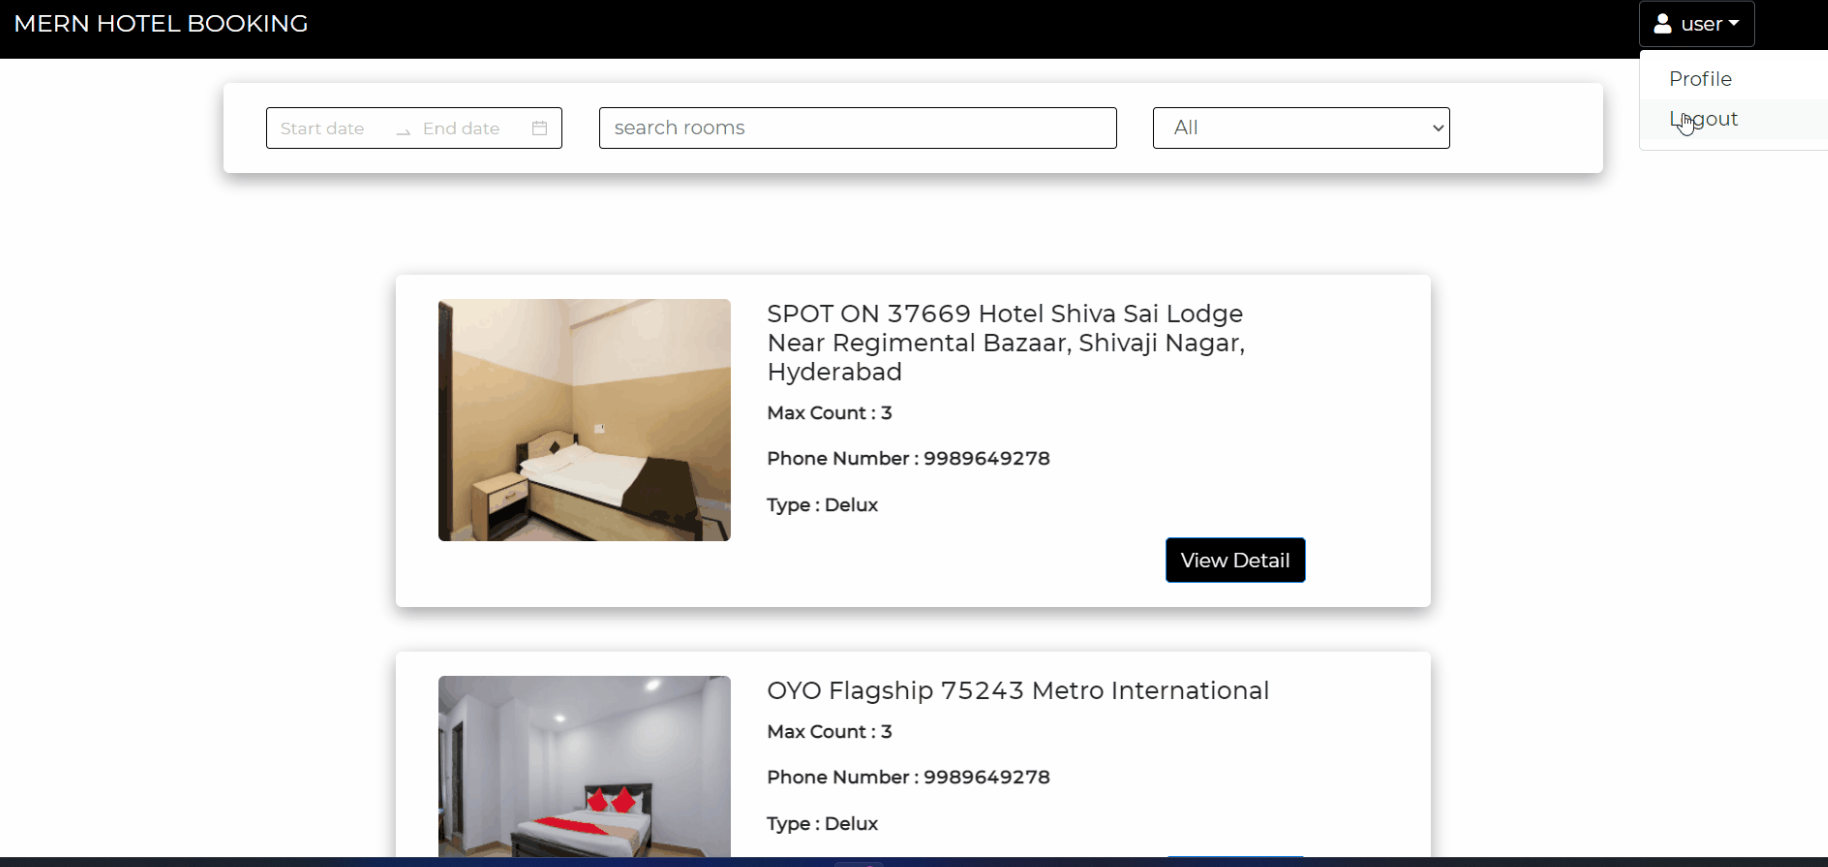 MERN HOTEL BOOKING
user
Profile
Logout
Start date
End date
search rooms
All
SPOT ON 37669 Hotel Shiva Sai Lodge
Near Regimental Bazaar, Shivaji Nagar,
Hyderabad
Max Count : 3
Phone Number : 9989649278
Type : Delux
View Detail
OYO Flagship 75243 Metro International
Max Count : 3
Phone Number : 9989649278
Type : Delux